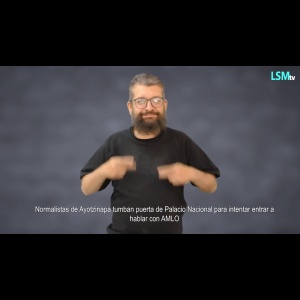 LSMtv
Normalistas de Ayotzinapa tumban puerta de Palacio Nacional para intentar entrar a
hablar con AMLO